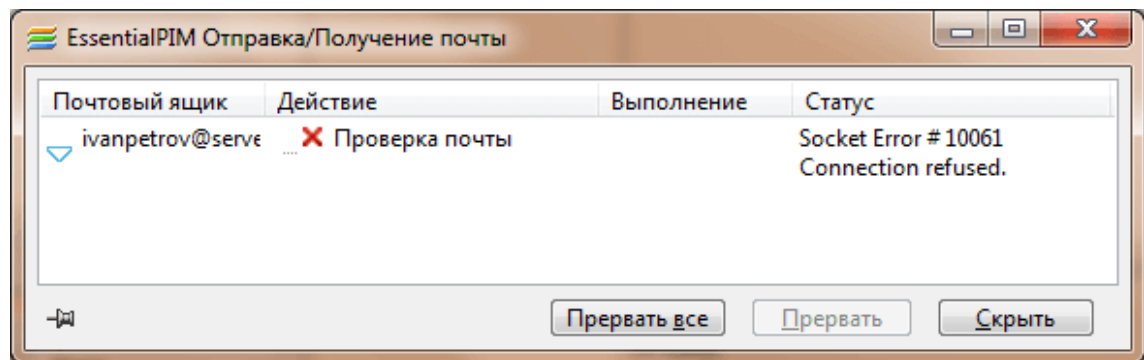 EssentialPIM Отправка/Получение почты
Почтовый ящик Действие Выполнение Статус
ivanpetrov@serve Проверка почты Socket Error # 10061
Connection refused.
Прервать все Прервать Скрыть